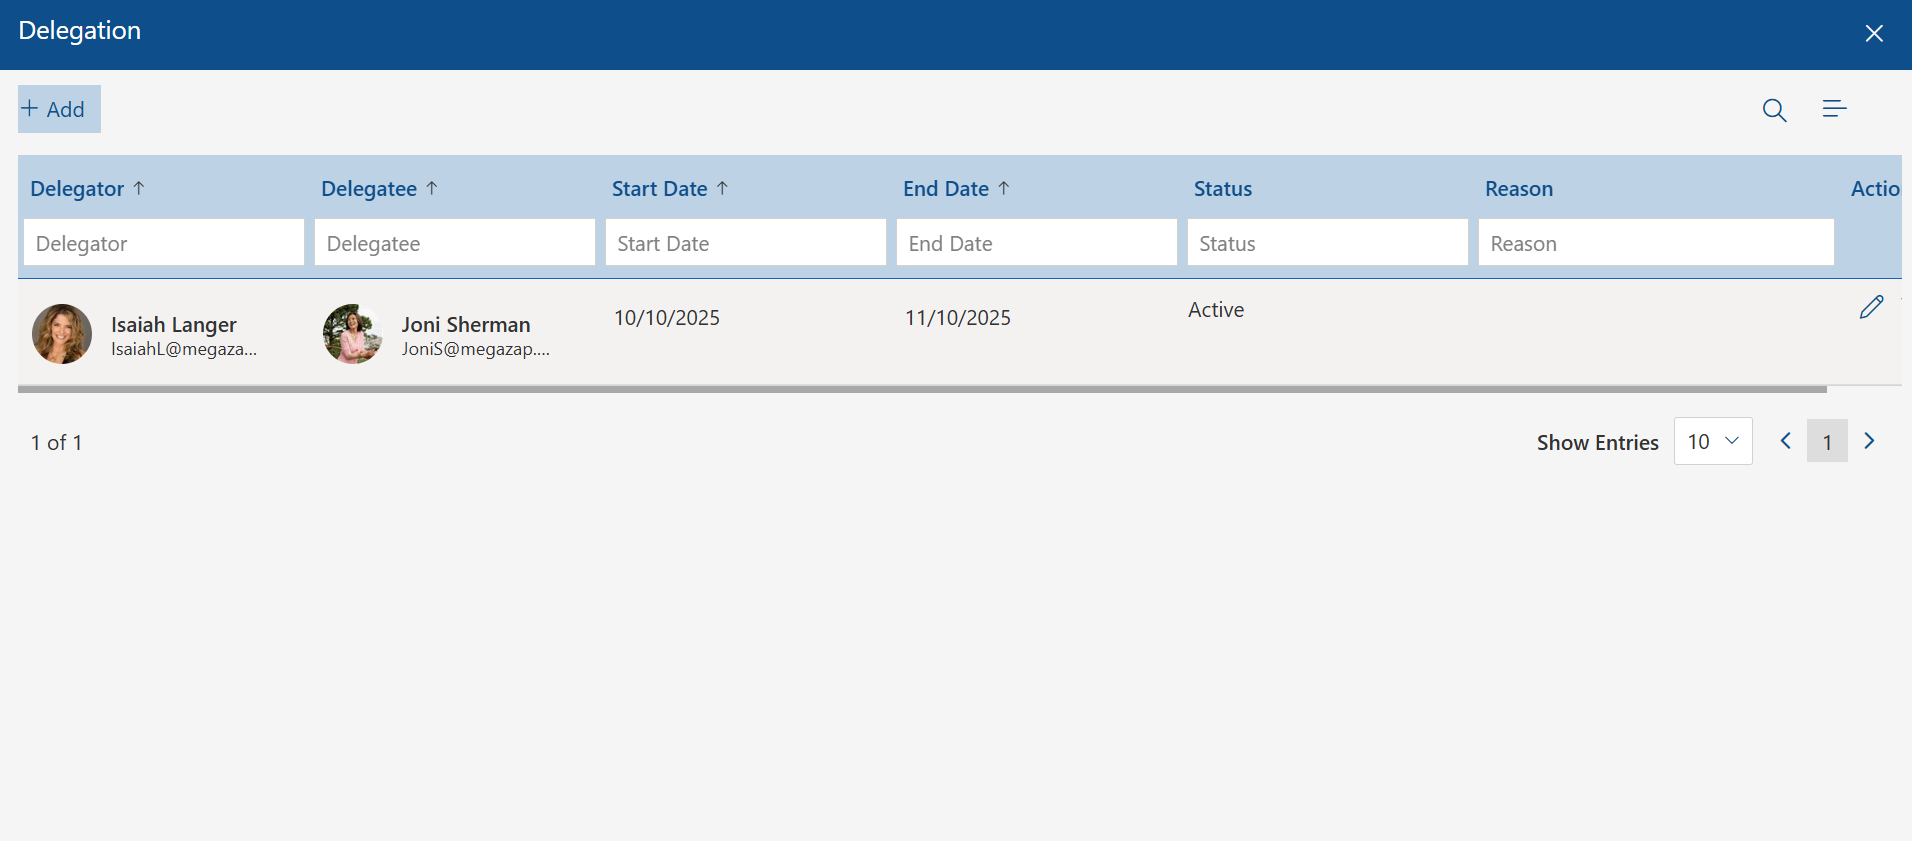 Delegation
+ Add
Delegator ↑ Delegatee ↑ Start Date ↑ End Date ↑ Status Reason Actio
Delegator Delegatee Start Date End Date Status Reason
Isaiah Langer Joni Sherman 10/10/2025 11/10/2025 Active
IsaiahL@megaza... JoniS@megazap....
1 of 1 Show Entries 10 1